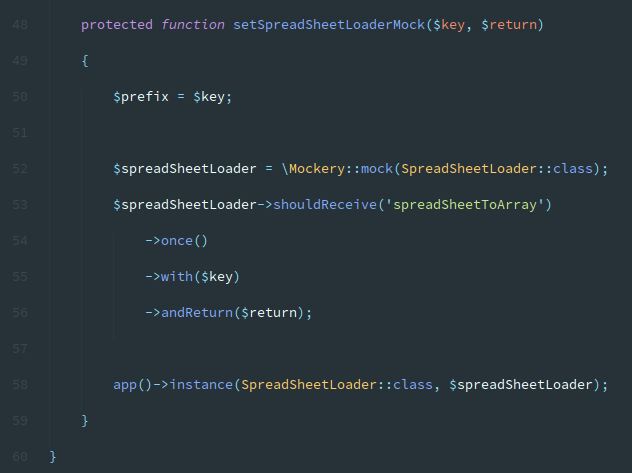 48 protected function setSpreadSheetLoaderMock($key, $return)
49 {
50 $prefix = $key;
51
52 $spreadSheetLoader = \Mockery::mock(SpreadSheetLoader::class);
53 $spreadSheetLoader->shouldReceive('spreadSheetToArray')
54 ->once()
55 ->with($key)
56 ->andReturn($return);
57
58 app()->instance(SpreadSheetLoader::class, $spreadSheetLoader);
59 }
60 }